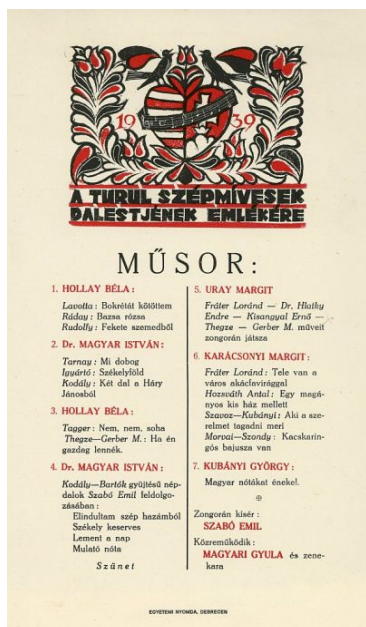 1939
A TURUL SZÉPMIVESEK
DALESTJÉNEK EMLÉKÉRE
MŰSOR:
1. HOLLAY BÉLA:
Lavotta: Bokrétát kötöttem
Ráday: Bazsa rózsa
Rudolfy: Fekete szemedből
2. Dr. MAGYAR ISTVÁN:
Tarnay: Mi dobog
Igyártó: Székelyföld
Kodály: Két dal a Háry
Jánosból
3. HOLLAY BÉLA:
Tagger: Nem, nem, soha
Thegze—Gerber M.: Ha én
gazdag lennék.
4. Dr. MAGYAR ISTVÁN:
Kodály—Bartók gyüjtésű nép-
dalok Szabó Emil feldolgo-
zásában:
Elindultam szép hazámból
Székely keserves
Lement a nap
Mulató nóta
Szünet
5. URAY MARGIT
Fráter Loránd — Dr. Hlatky
Endre — Kisangyal Ernő —
Thegze — Gerber M. műveit
zongorán játsza
6. KARÁCSONYI MARGIT:
Fráter Loránd: Tele van a
város akácfavirággal
Hozsváth Antal: Egy magá-
nyos kis ház mellett
Szavoz—Kubányi: Aki a sze-
relmet tagadni meri
Morvai—Szondy: Kacskarin-
gós bajusza van
7. KUBÁNYI GYÖRGY:
Magyar nótákat énekel.
Zongorán kísér:
SZABÓ EMIL
Közreműködik:
MAGYARI GYULA és zene-
kara
EGYETEMI NYOMDA, DEBRECEN